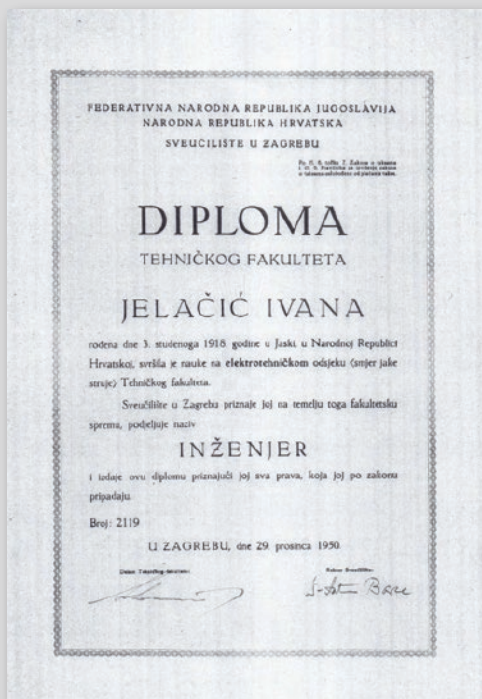 FEDERATIVNA NARODNA REPUBLIKA JUGOSLAVIJA
NARODNA REPUBLIKA HRVATSKA
SVEUČILIŠTE U ZAGREBU
DIPLOMA
TEHNIČKOG FAKULTETA
JELAČIĆ IVANA
rođena dne 3. studenoga 1918. godine u Jaski, u Narodnoj Republici
Hrvatskoj, svršila je nauke na elektrotehničkom odsjeku (smjer jake
struje) Tehničkog fakulteta.
Sveučilište u Zagrebu priznaje joj na temelju toga fakultetsku
spremu, podjeljuje naziv
INŽENJER
i izdaje ovu diplomu priznajući joj sva prava, koja joj po zakonu
pripadaju.
Broj: 2119
U ZAGREBU, dne 29. prosinca 1950